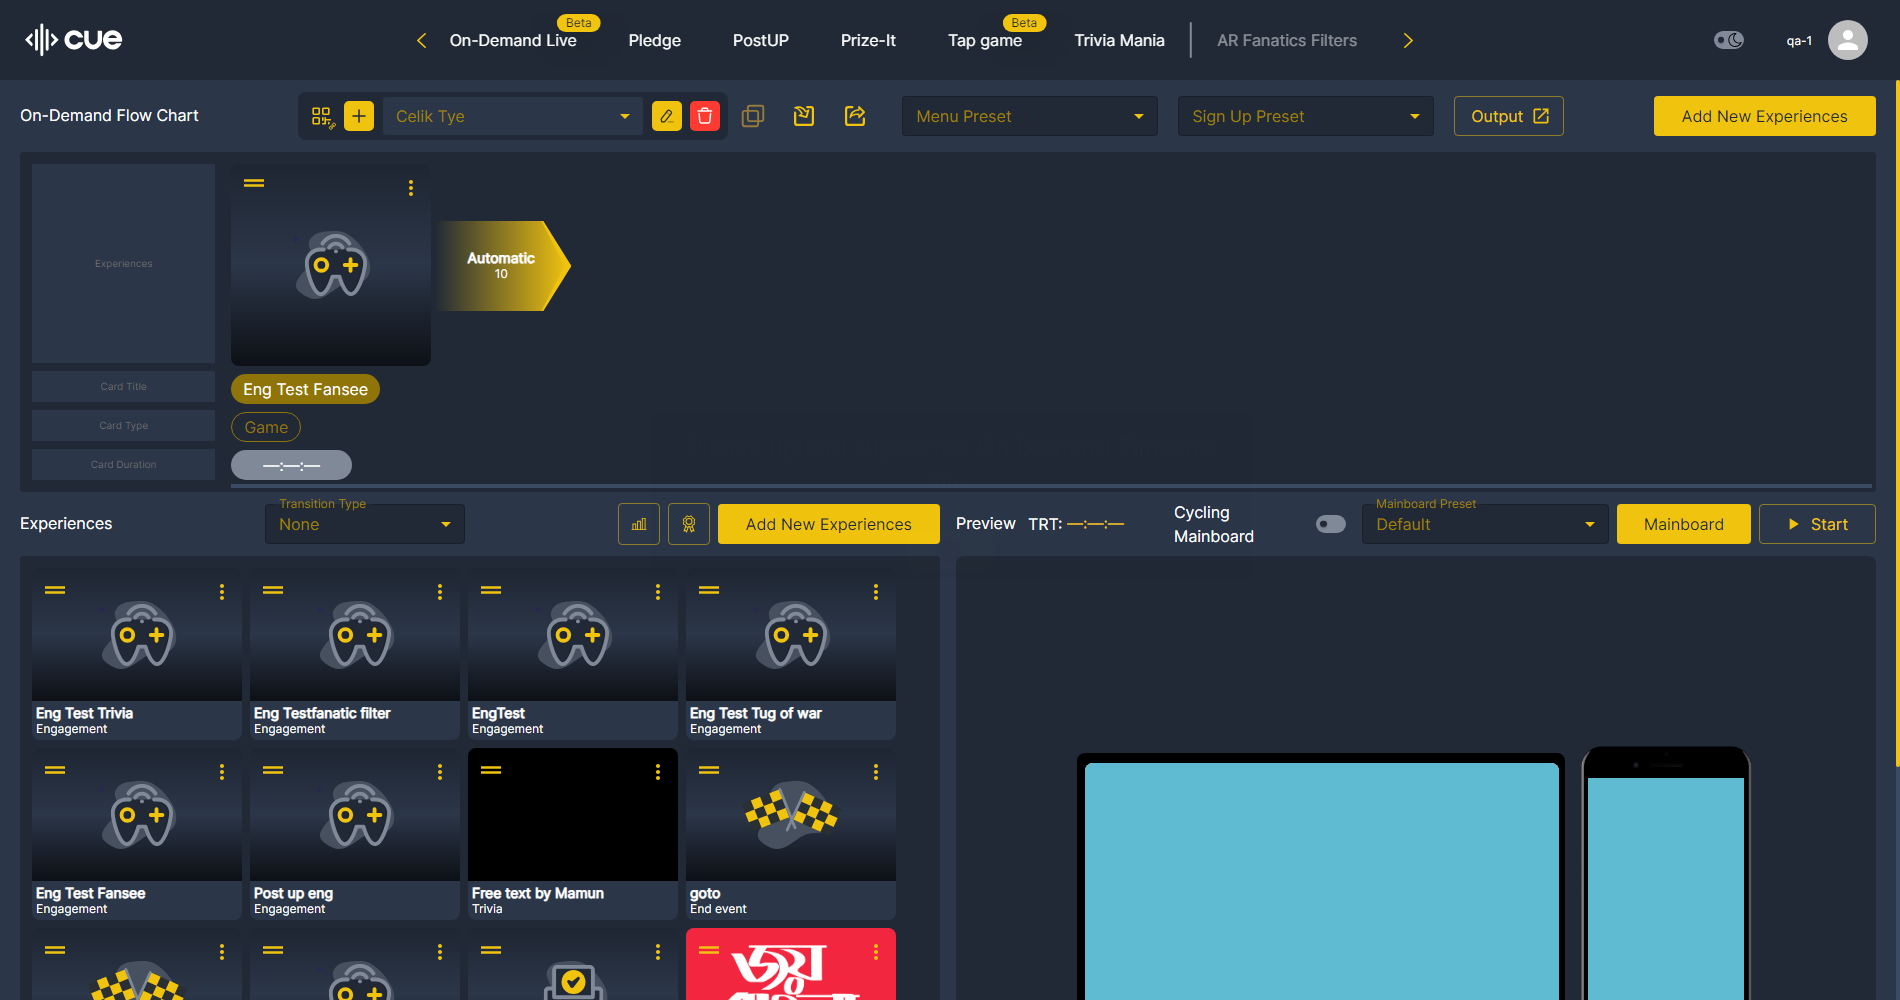 cue
On-Demand Live
Beta
Pledge
PostUP
Prize-It
Tap game
Beta
Trivia Mania
AR Fanatics Filters
qa-1
On-Demand Flow Chart
Celik Tye
Menu Preset
Sign Up Preset
Output
Add New Experiences
Experiences
Automatic
10
Card Title
Eng Test Fansee
Card Type
Game
Card Duration
—:—:—
Experiences
Transition Type
None
Add New Experiences
Preview
TRT: —:—:—
Cycling
Mainboard
Mainboard Preset
Default
Mainboard
Start
Eng Test Trivia
Engagement
Eng Testfanatic filter
Engagement
EngTest
Engagement
Eng Test Tug of war
Engagement
Eng Test Fansee
Engagement
Post up eng
Engagement
Free text by Mamun
Trivia
goto
End event
জয়